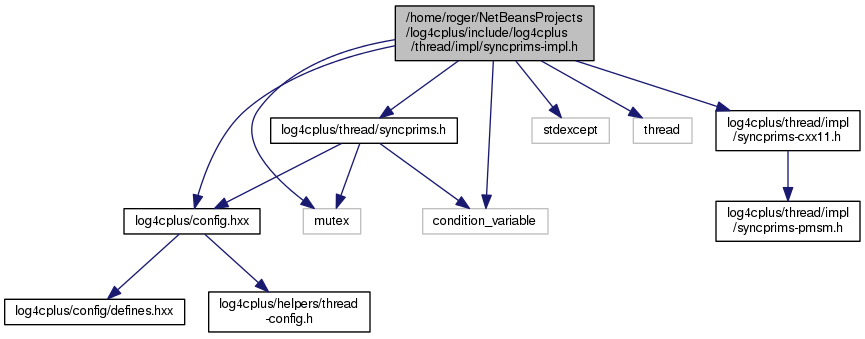 /home/roger/NetBeansProjects
/log4cplus/include/log4cplus
/thread/impl/syncprims-impl.h
log4cplus/thread/syncprims.h
stdexcept
thread
log4cplus/thread/impl
/syncprims-cxx11.h
log4cplus/config.hxx
mutex
condition_variable
log4cplus/thread/impl
/syncprims-pmsm.h
log4cplus/config/defines.hxx
log4cplus/helpers/thread
-config.h